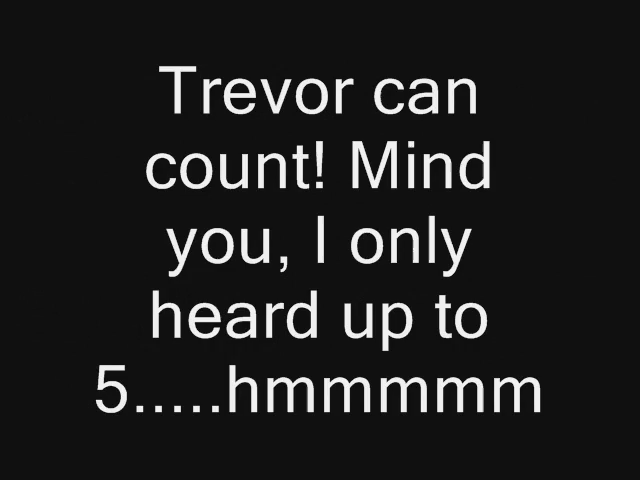 Trevor can
count! Mind
you, I only
heard up to
5.....hmmmmm